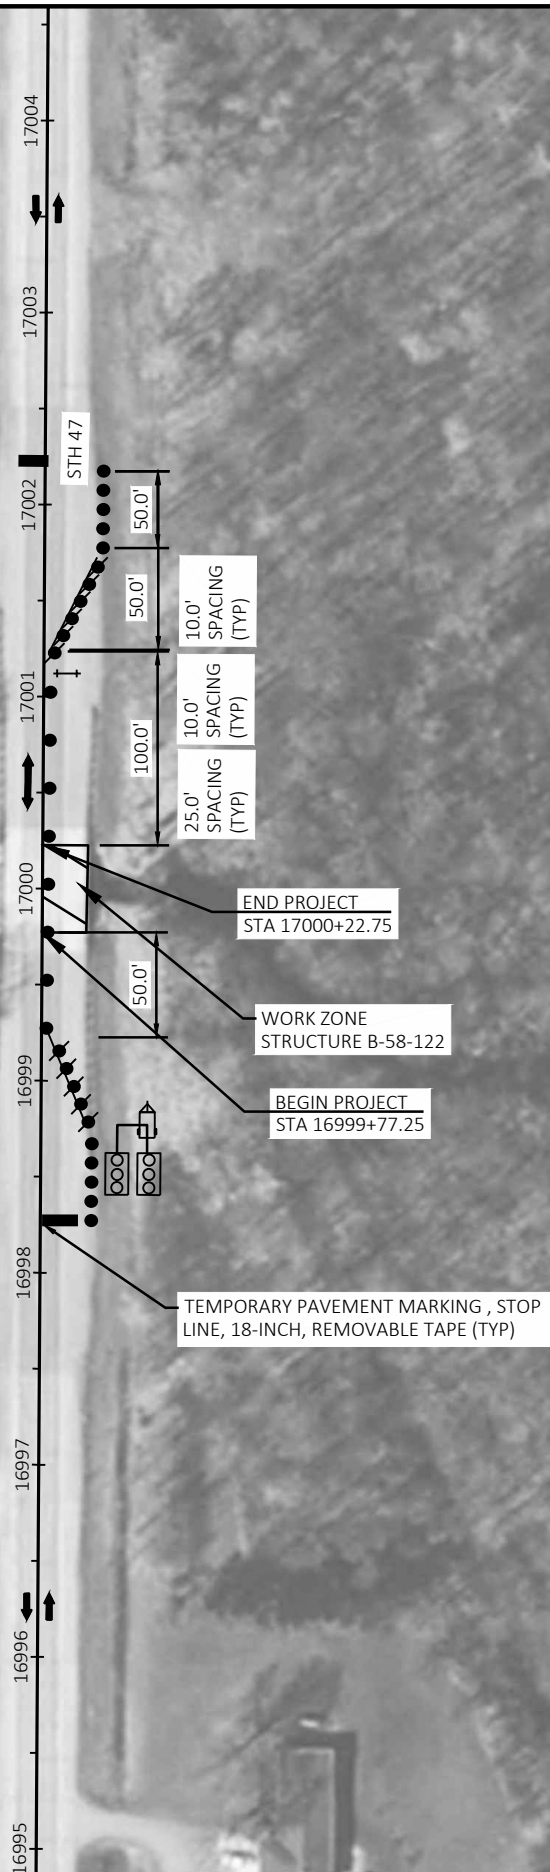 17004
17003
STH 47
17002
50.0'
50.0'
10.0'
SPACING
(TYP)
17001
100.0'
10.0'
SPACING
(TYP)
25.0'
SPACING
(TYP)
17000
END PROJECT
STA 17000+22.75
50.0'
WORK ZONE
STRUCTURE B-58-122
16999
BEGIN PROJECT
STA 16999+77.25
16998
TEMPORARY PAVEMENT MARKING , STOP
LINE, 18-INCH, REMOVABLE TAPE (TYP)
16997
16996
16995